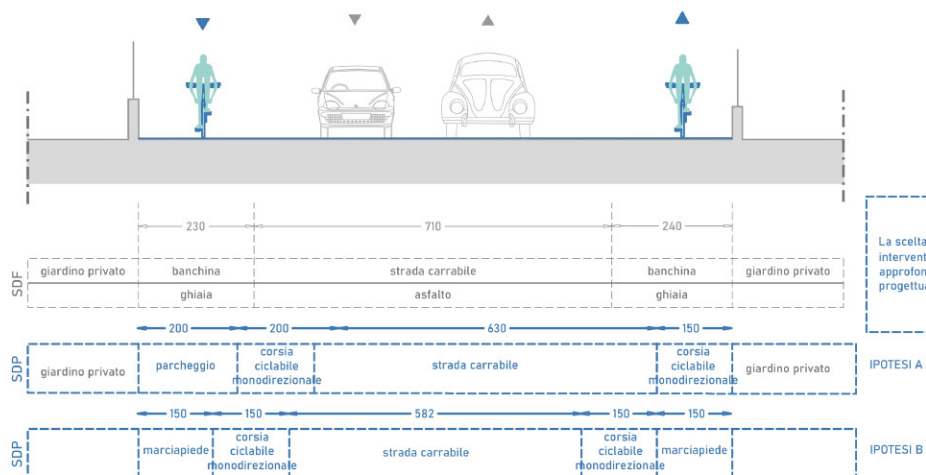 230 710 240
SDF
giardino privato banchina strada carrabile banchina giardino privato
ghiaia asfalto ghiaia
La scelta
intervent
approfon
progettua
200 200 630 150
SDP
giardino privato parcheggio corsia ciclabile monodirezionale strada carrabile corsia ciclabile monodirezionale giardino privato
IPOTESI A
150 150 582 150 150
SDP
marciapiede corsia ciclabile monodirezionale strada carrabile corsia ciclabile monodirezionale marciapiede
IPOTESI B